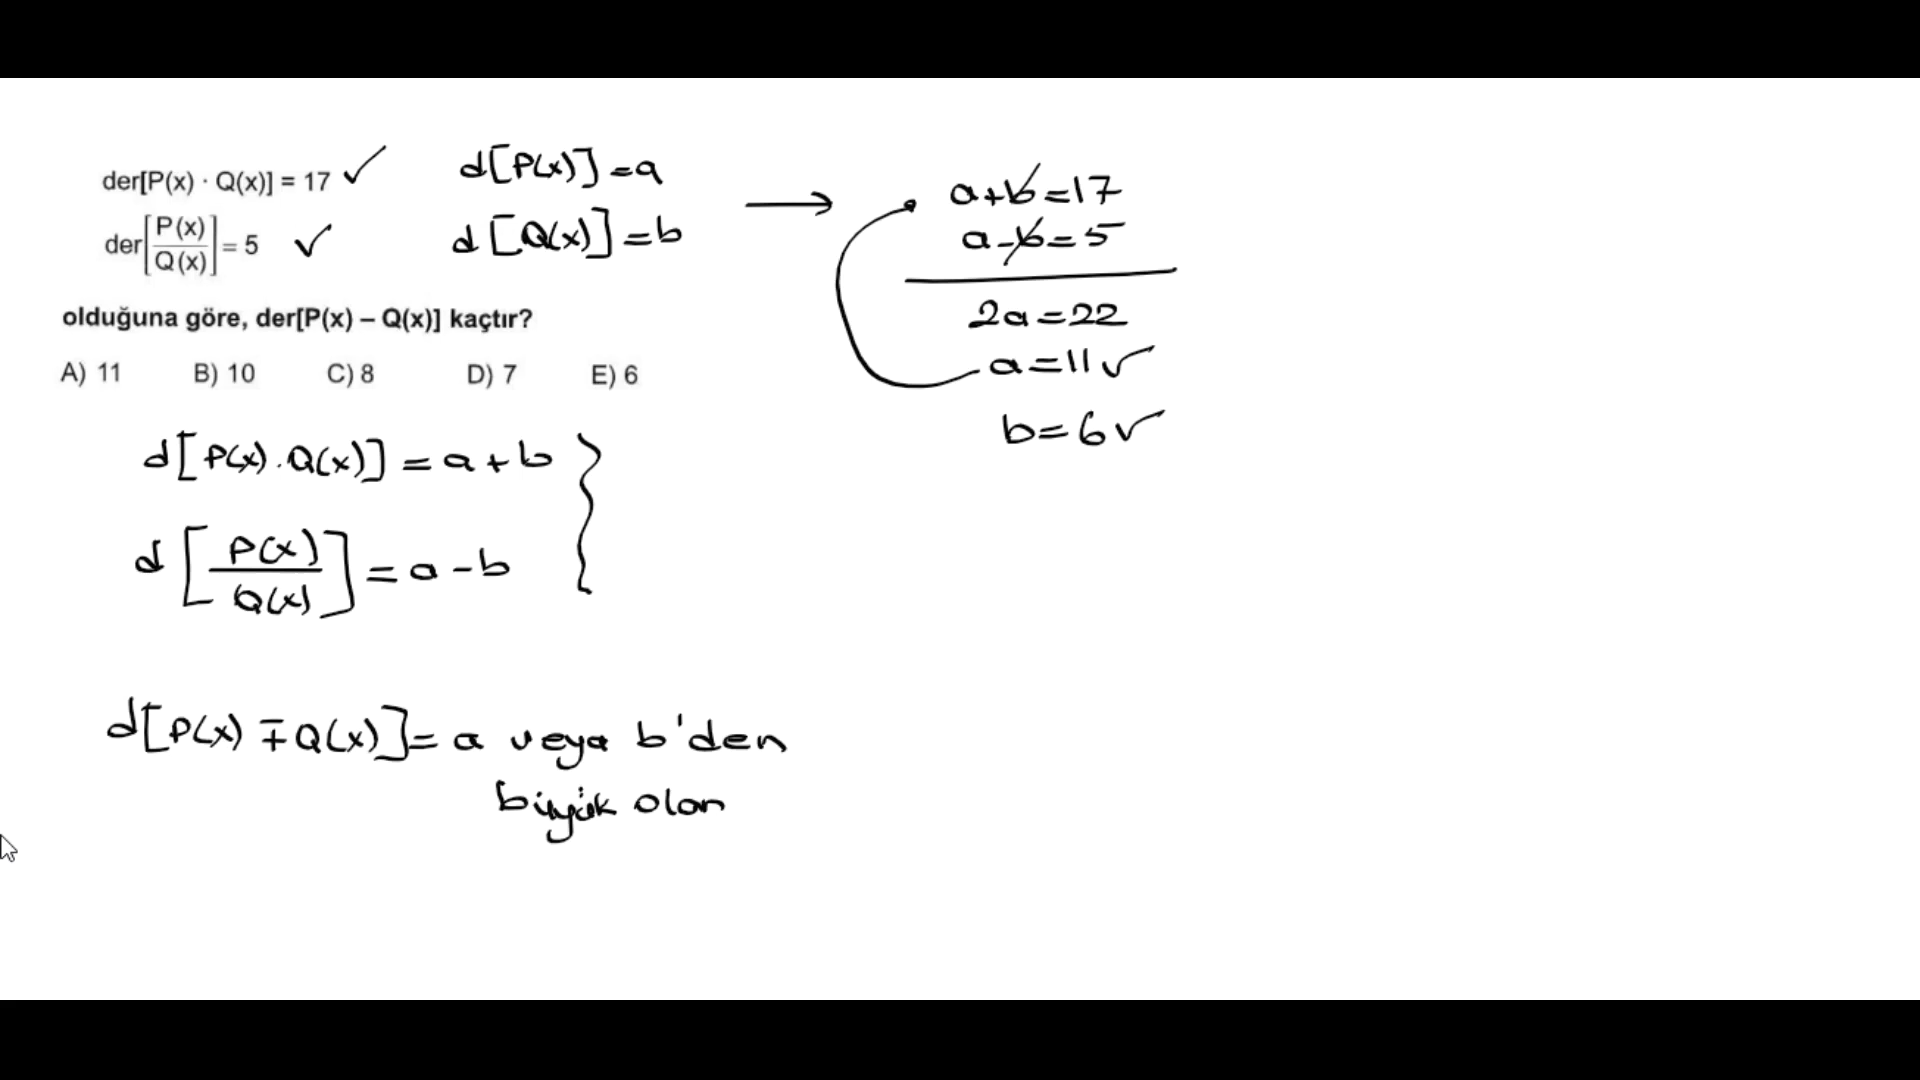 der[P(x) · Q(x)] = 17 ✓
der[P(x)/Q(x)] = 5 ✓
olduğuna göre, der[P(x) – Q(x)] kaçtır?
A) 11 B) 10 C) 8 D) 7 E) 6
d[P(x)] = a
d[Q(x)] = b
→
a + b = 17
a - b = 5
2a = 22
a = 11 ✓
b = 6 ✓
d[P(x) . Q(x)] = a + b }
d[P(x)/Q(x)] = a - b
d[P(x) ∓ Q(x)] = a veya b'den
büyük olan